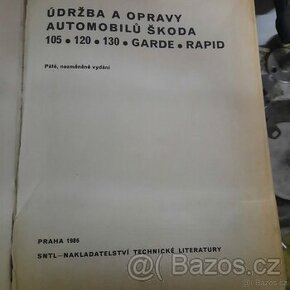 ÚDRŽBA A OPRAVY
AUTOMOBILŮ ŠKODA
105 • 120 • 130 • GARDE • RAPID
Páté, nezměněné vydání
PRAHA 1986
SNTL – NAKLADATELSTVÍ TECHNICKÉ LITERATURY
Bazos.cz